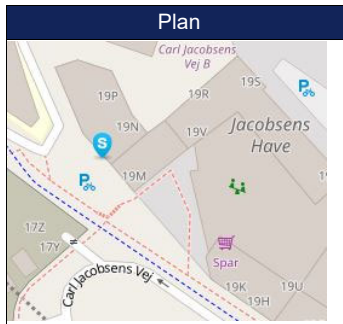 Plan
Carl Jacobsens
Vej B
P
19S
19P
19R
19N
19V
Jacobsens
Have
S
P
19M
17Z
17Y
Spar
Carl Jacobsens Vej
19K
19U
19H